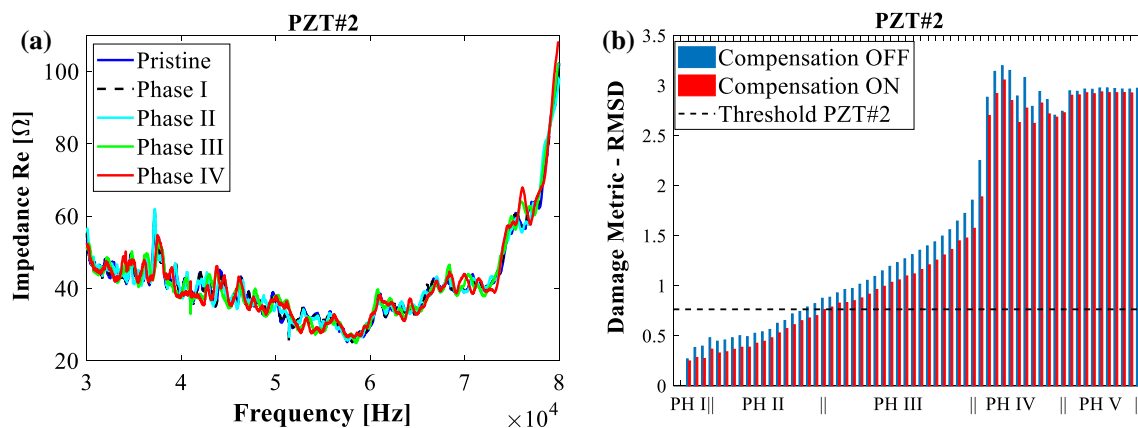 PZT#2
(a)
Pristine
Phase I
Phase II
Phase III
Phase IV
Impedance Re [Ω]
100
80
60
40
20
3
4
5
6
7
8
×10⁴
Frequency [Hz]
PZT#2
(b)
Compensation OFF
Compensation ON
Threshold PZT#2
Damage Metric - RMSD
3.5
3
2.5
2
1.5
1
0.5
0
PH I|| PH II || PH III || PH IV || PH V ||